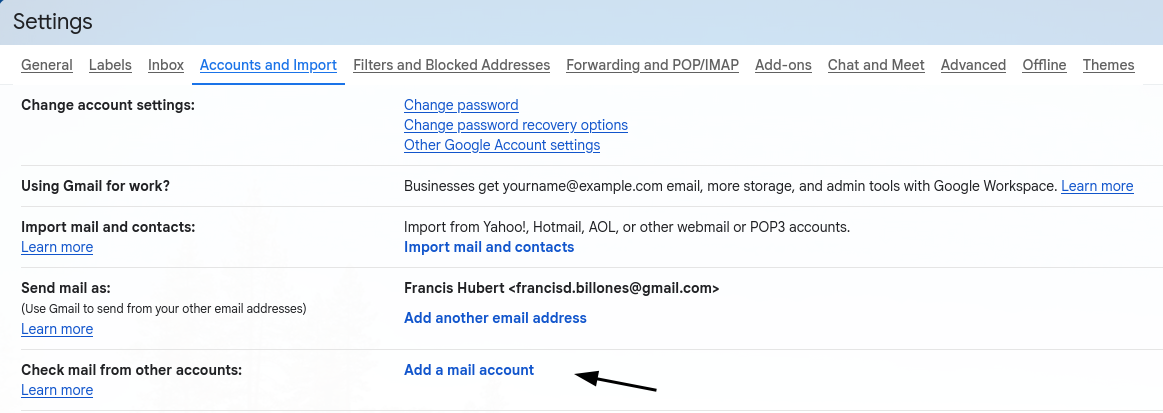 Settings
General Labels Inbox Accounts and Import Filters and Blocked Addresses Forwarding and POP/IMAP Add-ons Chat and Meet Advanced Offline Themes
Change account settings: Change password
Change password recovery options
Other Google Account settings
Using Gmail for work? Businesses get yourname@example.com email, more storage, and admin tools with Google Workspace. Learn more
Import mail and contacts: Import from Yahoo!, Hotmail, AOL, or other webmail or POP3 accounts.
Learn more Import mail and contacts
Send mail as: Francis Hubert <francisd.billones@gmail.com>
(Use Gmail to send from your other email addresses)
Add another email address
Learn more
Check mail from other accounts: Add a mail account
Learn more